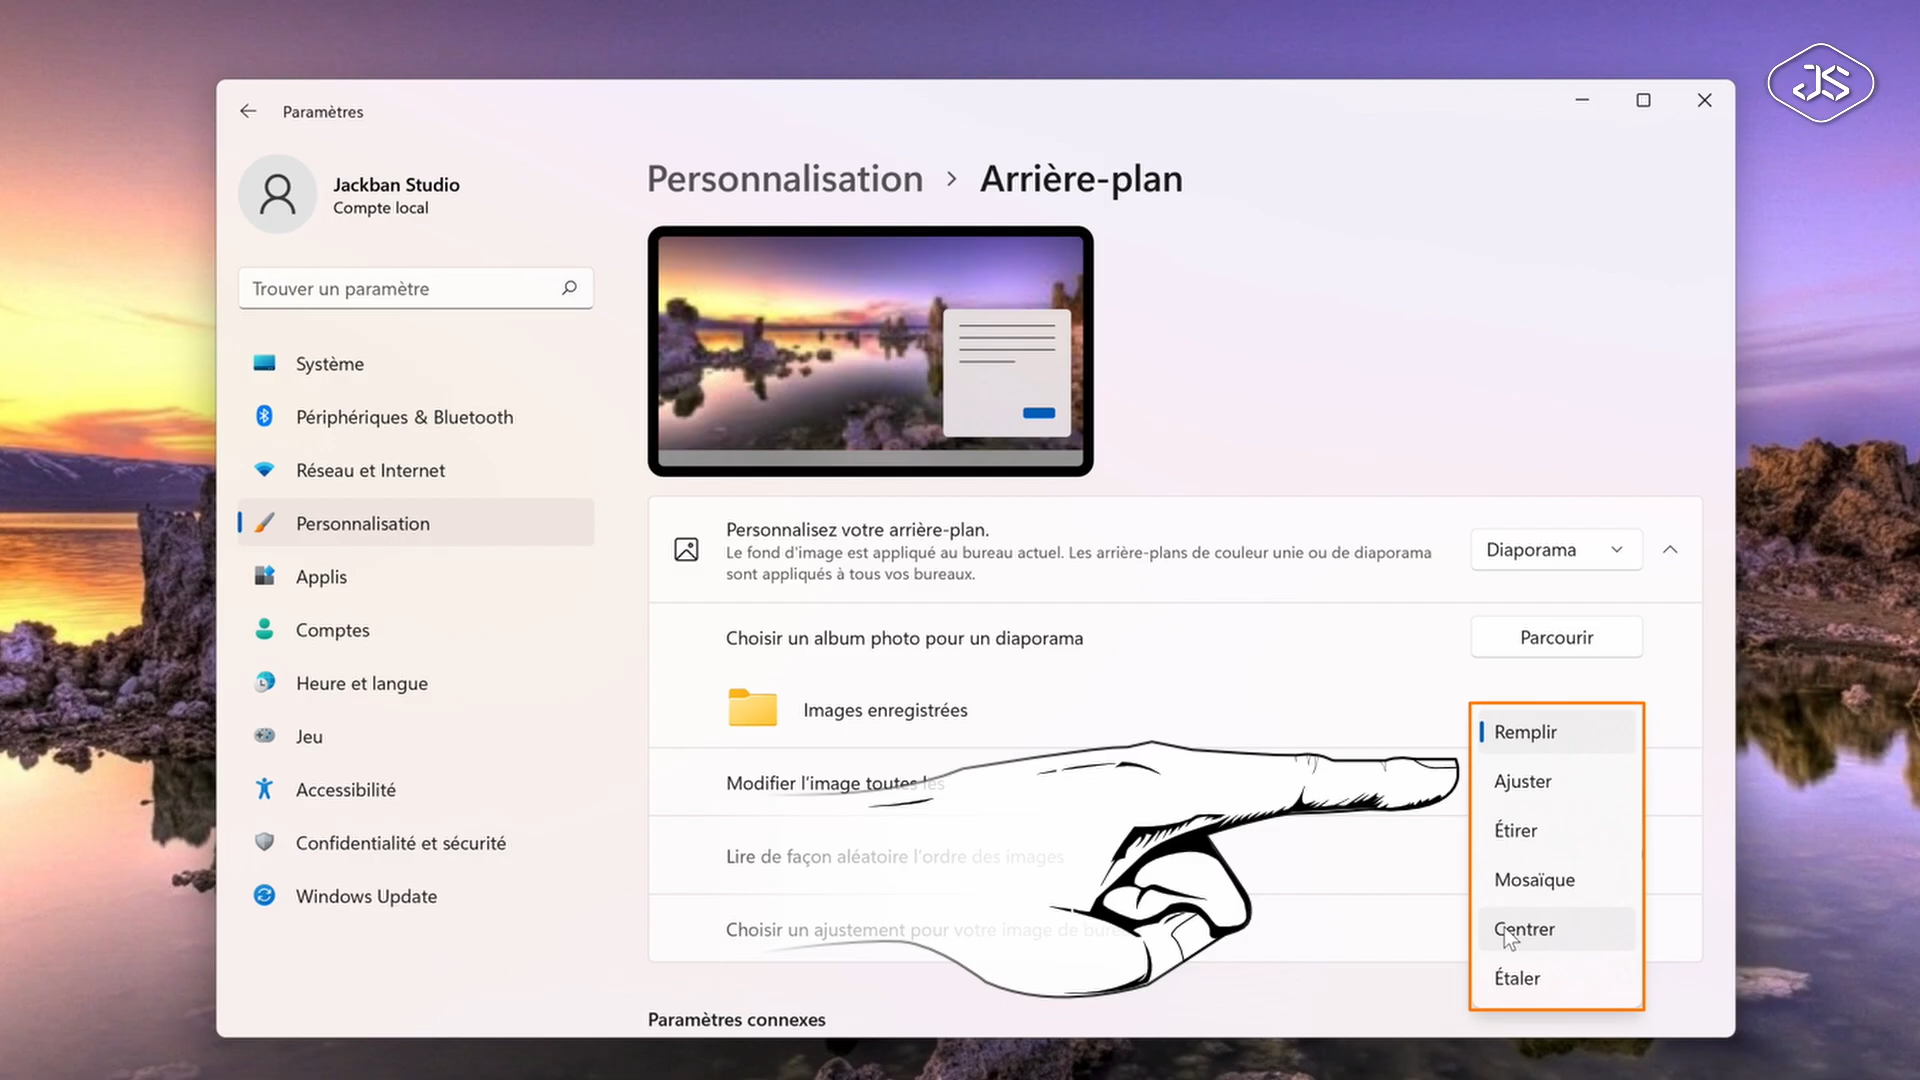 JS
Paramètres
Jackban Studio
Compte local
Trouver un paramètre
Système
Périphériques & Bluetooth
Réseau et Internet
Personnalisation
Applis
Comptes
Heure et langue
Jeu
Accessibilité
Confidentialité et sécurité
Windows Update
Personnalisation > Arrière-plan
Personnalisez votre arrière-plan.
Le fond d'image est appliqué au bureau actuel. Les arrière-plans de couleur unie ou de diaporama
sont appliqués à tous vos bureaux.
Diaporama
Choisir un album photo pour un diaporama
Parcourir
Images enregistrées
Modifier l'image toutes les
Lire de façon aléatoire l'ordre des images
Choisir un ajustement pour votre image de bure
Remplir
Ajuster
Étirer
Mosaïque
Centrer
Étaler
Paramètres connexes